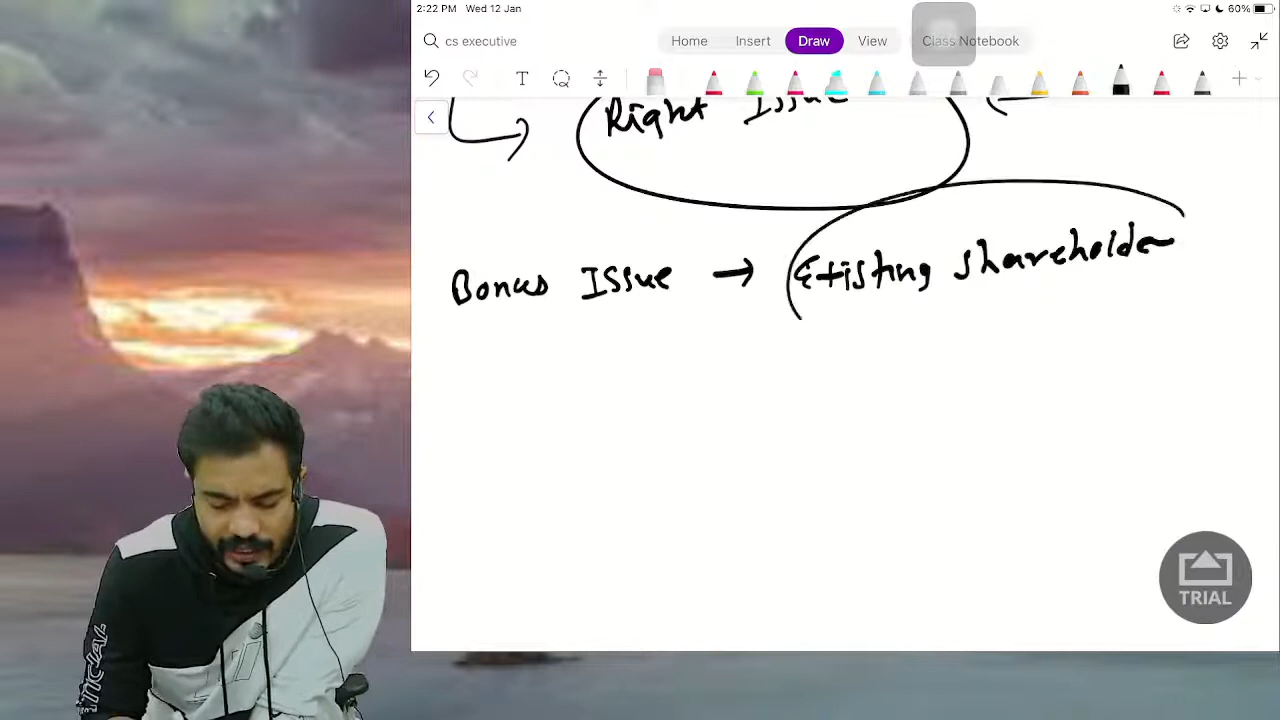 2:22 PM Wed 12 Jan
60%
cs executive
Home Insert Draw View Class Notebook
T
Right Issue
Bonus Issue → Existing shareholder
TRIAL